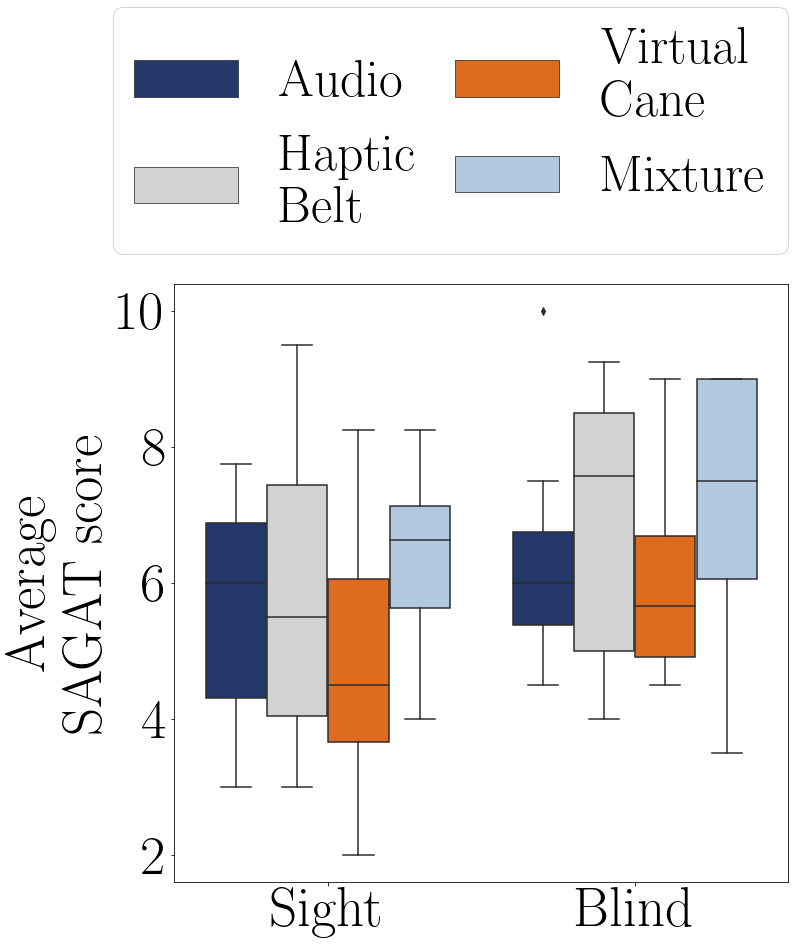 Audio
Haptic
Belt
Virtual
Cane
Mixture
Average
SAGAT score
10
8
6
4
2
Sight
Blind